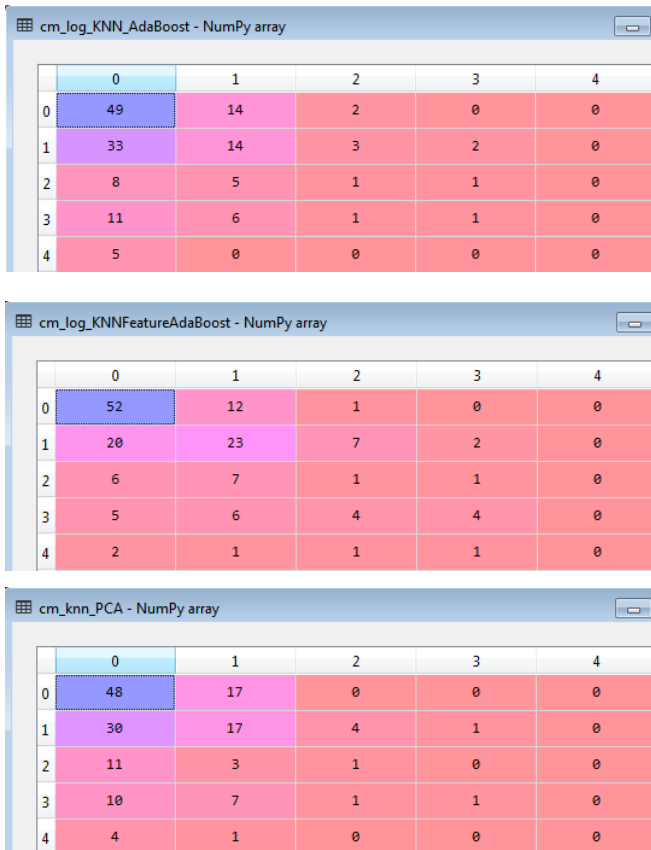 cm_log_KNN_AdaBoost - NumPy array
0 1 2 3 4
0 49 14 2 0 0
1 33 14 3 2 0
2 8 5 1 1 0
3 11 6 1 1 0
4 5 0 0 0 0
cm_log_KNNFeatureAdaBoost - NumPy array
0 1 2 3 4
0 52 12 1 0 0
1 20 23 7 2 0
2 6 7 1 1 0
3 5 6 4 4 0
4 2 1 1 1 0
cm_knn_PCA - NumPy array
0 1 2 3 4
0 48 17 0 0 0
1 30 17 4 1 0
2 11 3 1 0 0
3 10 7 1 1 0
4 4 1 0 0 0